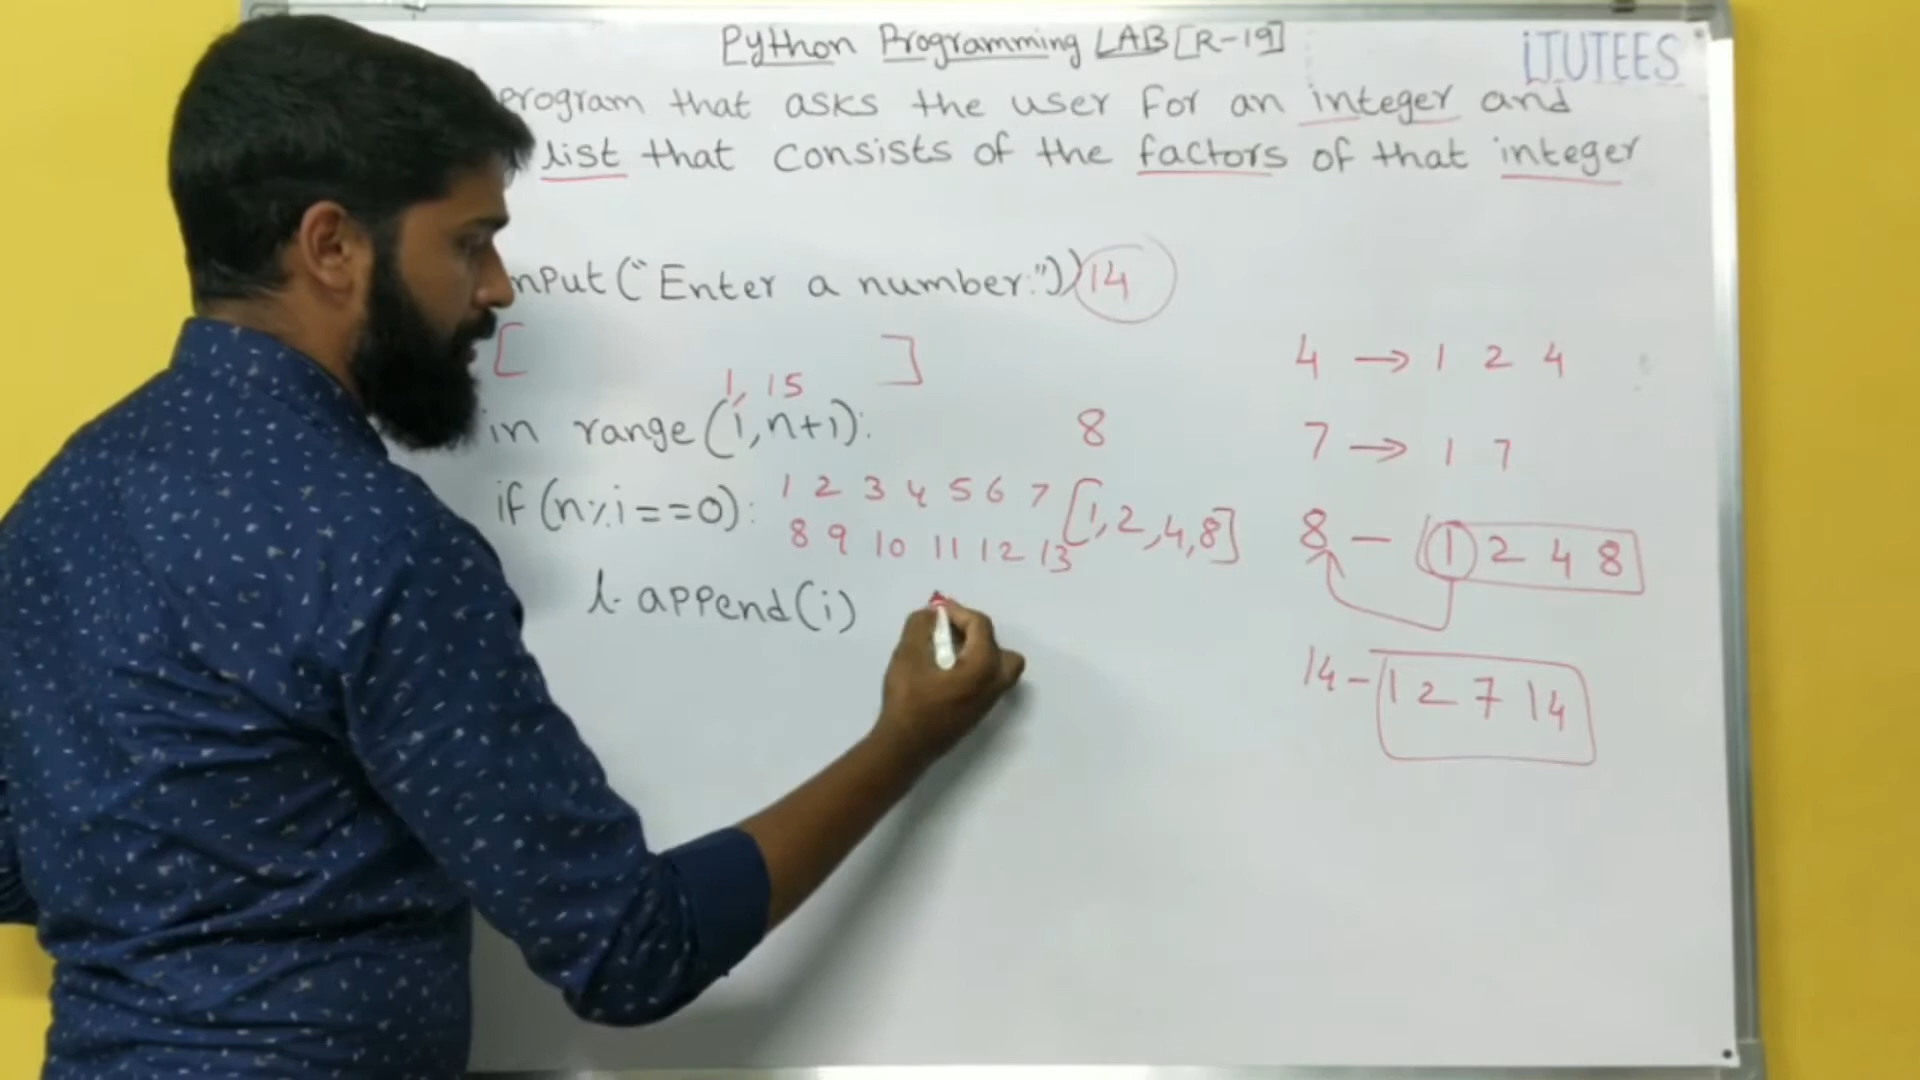 Python Programming LAB[R-19]
iTUTEES
program that asks the user for an integer and
list that consists of the factors of that integer
nput("Enter a number:")) 14
[ ]
1, 15
in range(1,n+1):
8
if(n%i==0):
1 2 3 4 5 6 7
8 9 10 11 12 13
[1,2,4,8]
l.append(i)
4 → 1 2 4
7 → 1 7
8 - 1 2 4 8
14 - 1 2 7 14